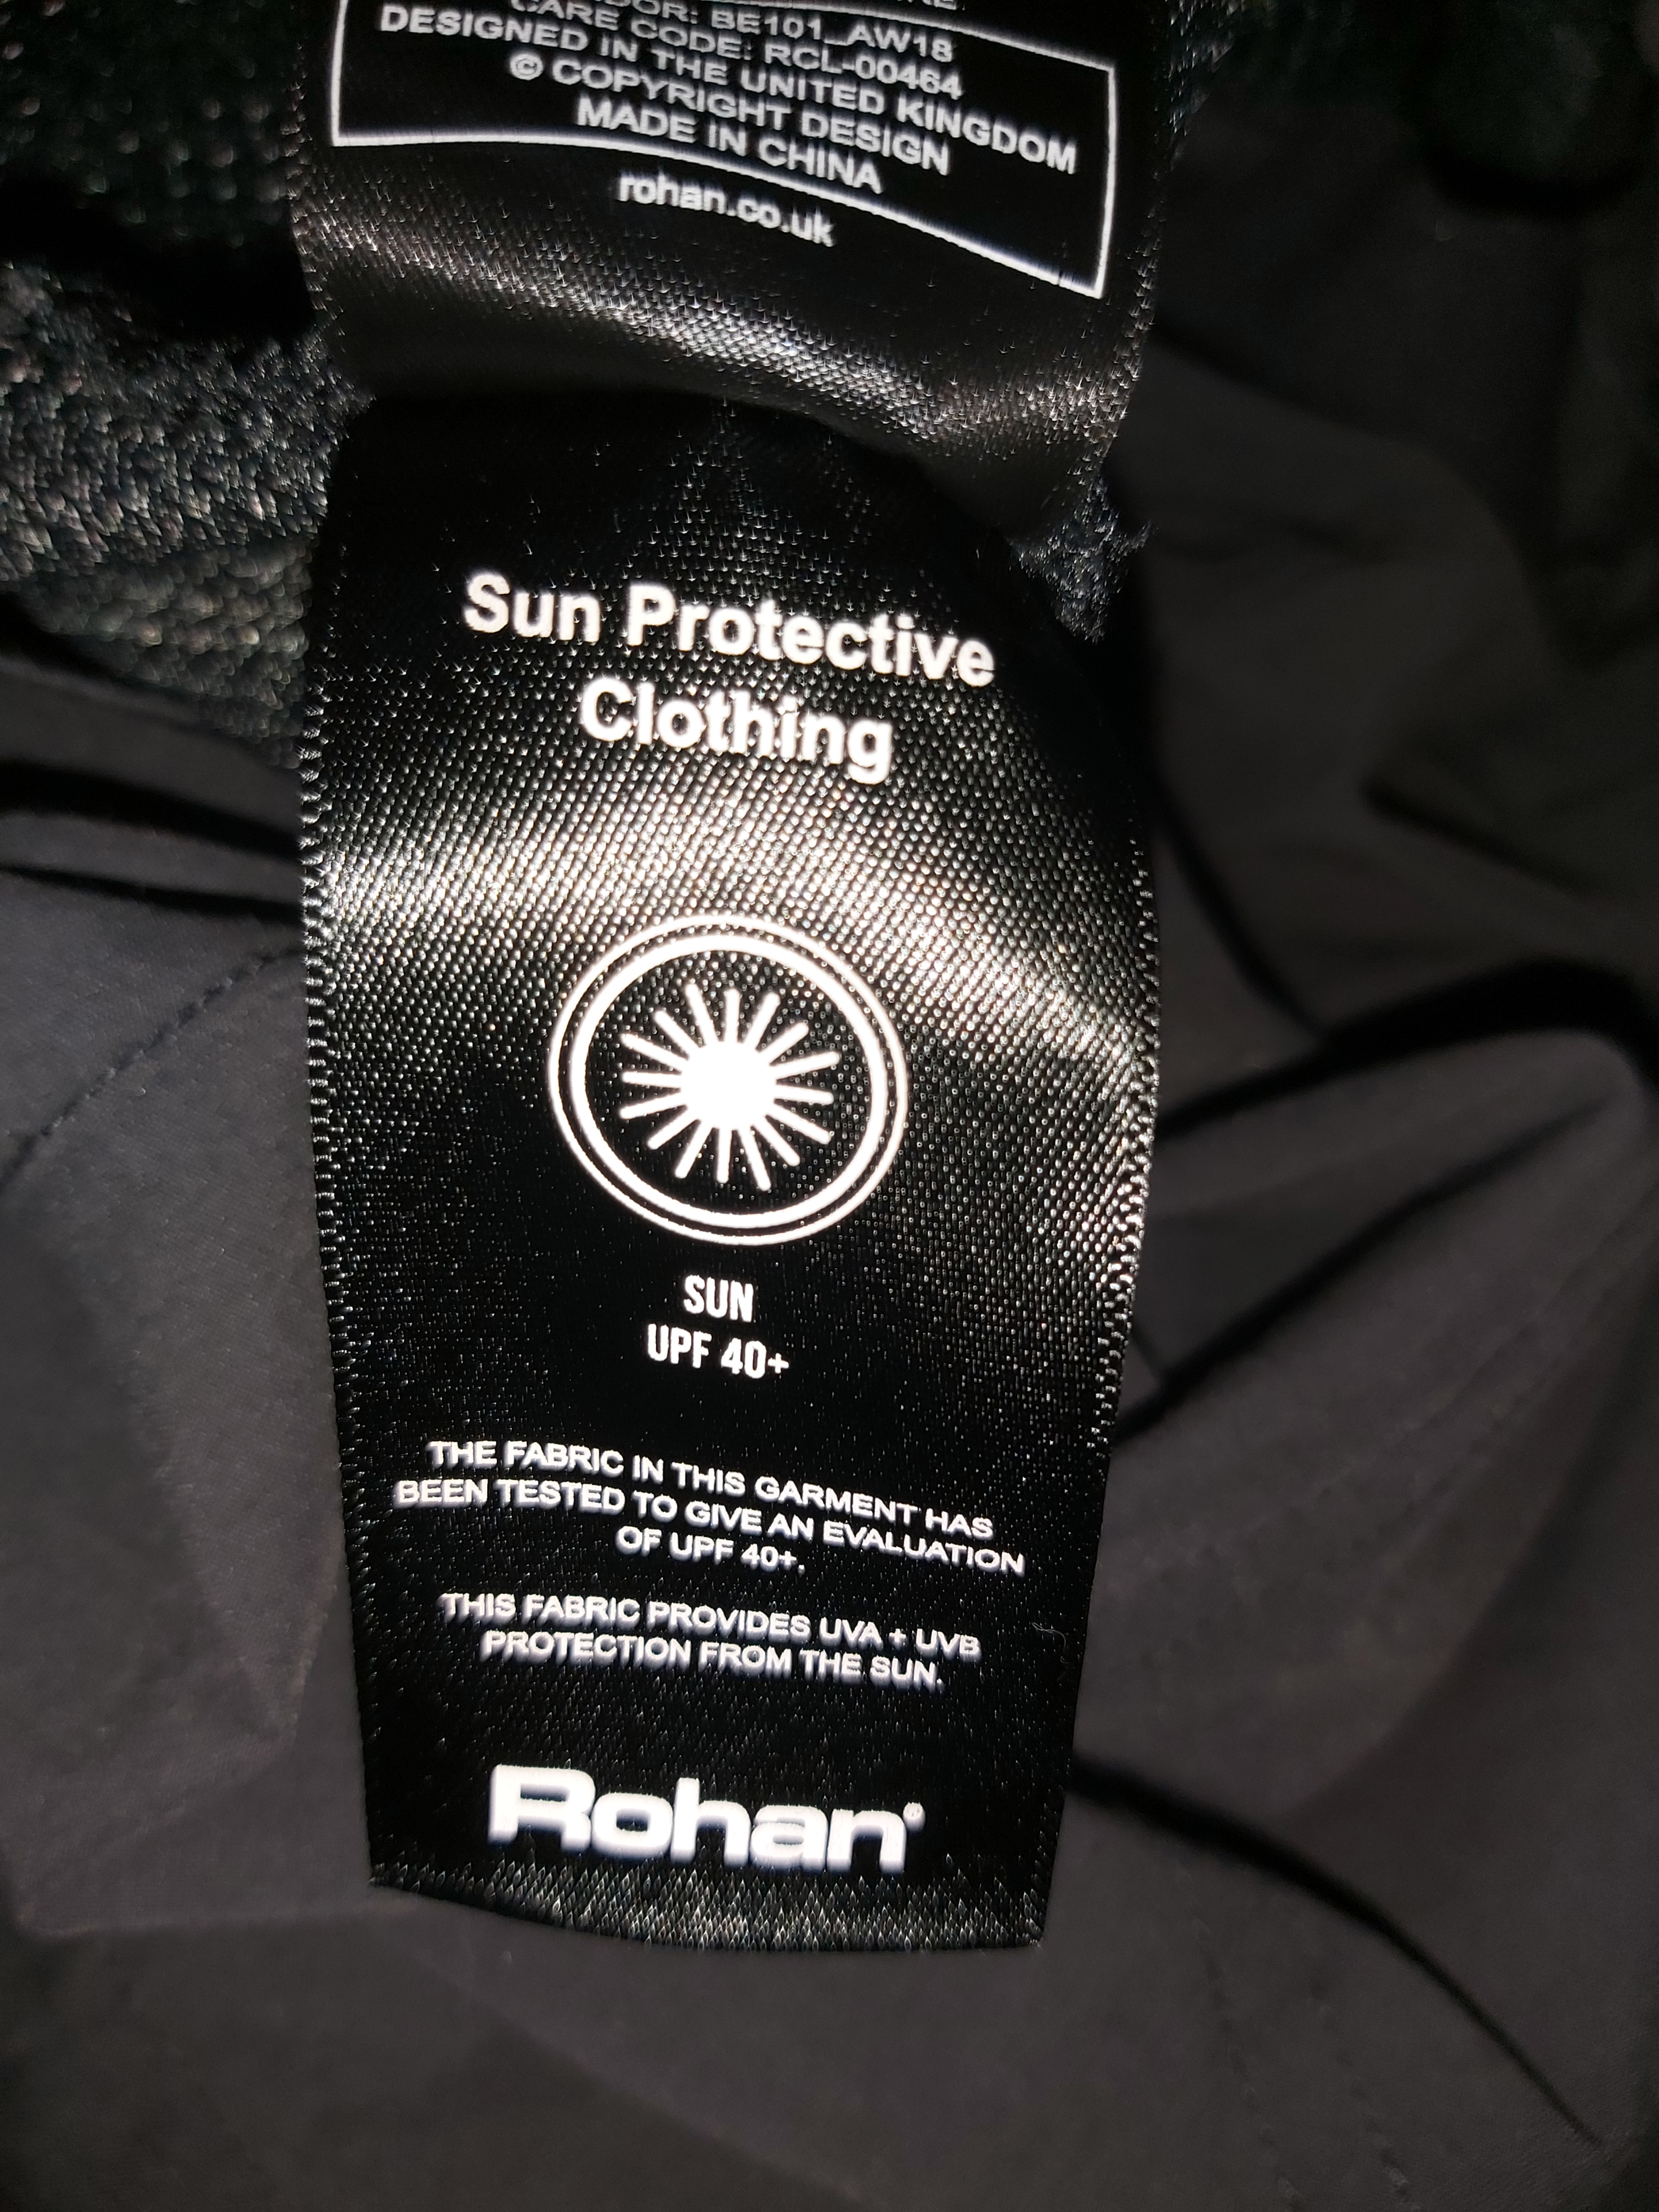 BE101_AW18
CARE CODE: RCL-00464
DESIGNED IN THE UNITED KINGDOM
© COPYRIGHT DESIGN
MADE IN CHINA
rohan.co.uk
Sun Protective
Clothing
SUN
UPF 40+
THE FABRIC IN THIS GARMENT HAS
BEEN TESTED TO GIVE AN EVALUATION
OF UPF 40+.
THIS FABRIC PROVIDES UVA + UVB
PROTECTION FROM THE SUN.
Rohan®